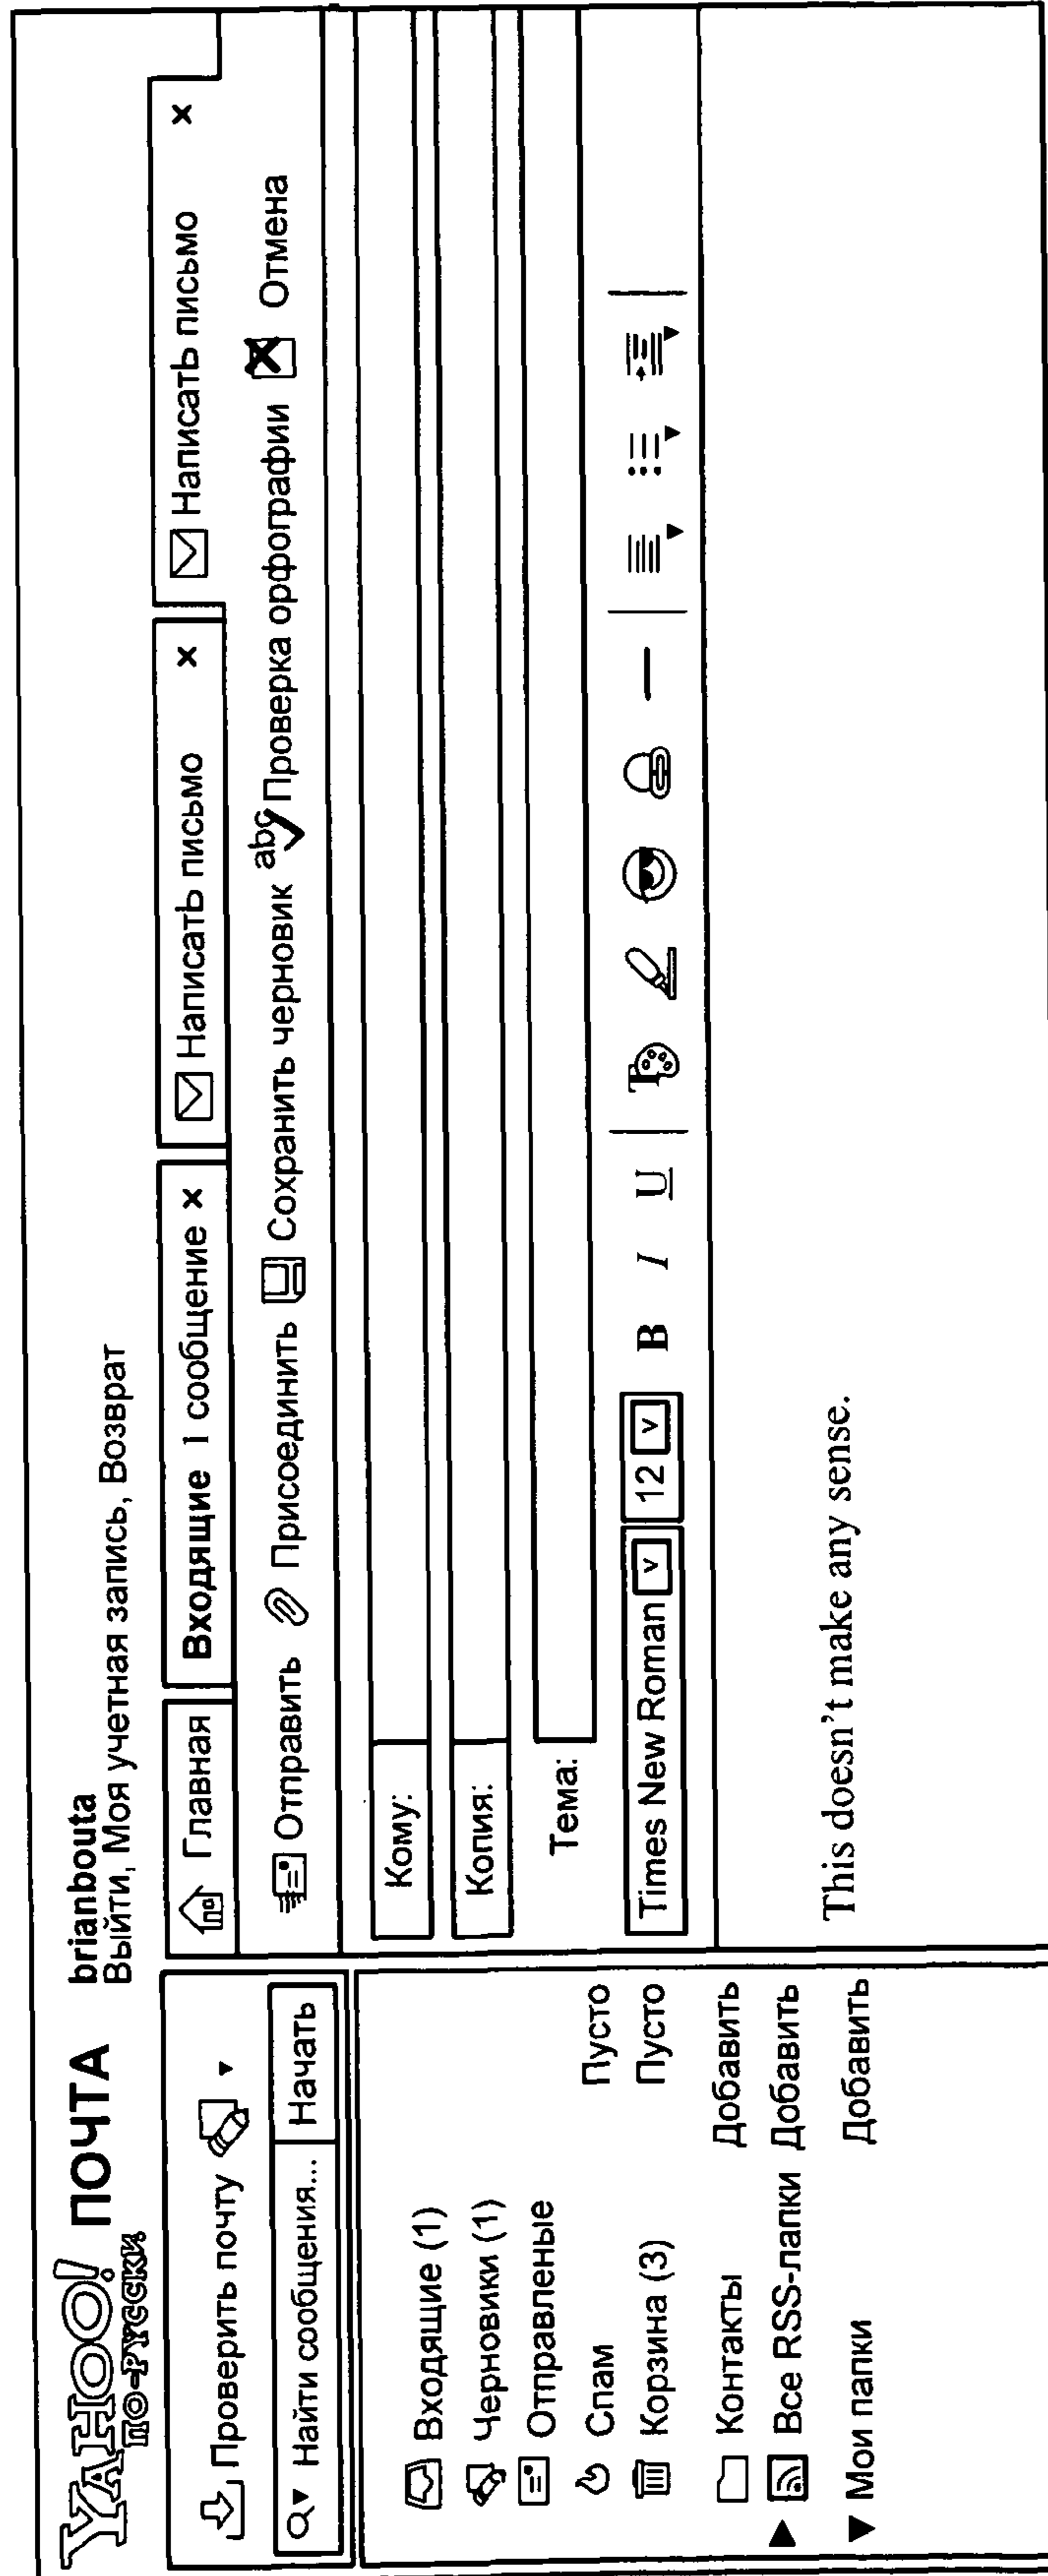 YAHOO! ПОЧТА
ПО-РУССКИ
brianbouta
Выйти, Моя учетная запись, Возврат
Проверить почту
Найти сообщения... Начать
Входящие (1)
Черновики (1)
Отправленые
Спам Пусто
Корзина (3) Пусто
Контакты Добавить
Все RSS-лапки Добавить
Мои папки Добавить
Главная Входящие 1 сообщение × Написать письмо × Написать письмо ×
Отправить Присоединить Сохранить черновик abc Проверка орфографии Отмена
Кому:
Копия:
Тема:
Times New Roman v 12 v B I U T
This doesn't make any sense.